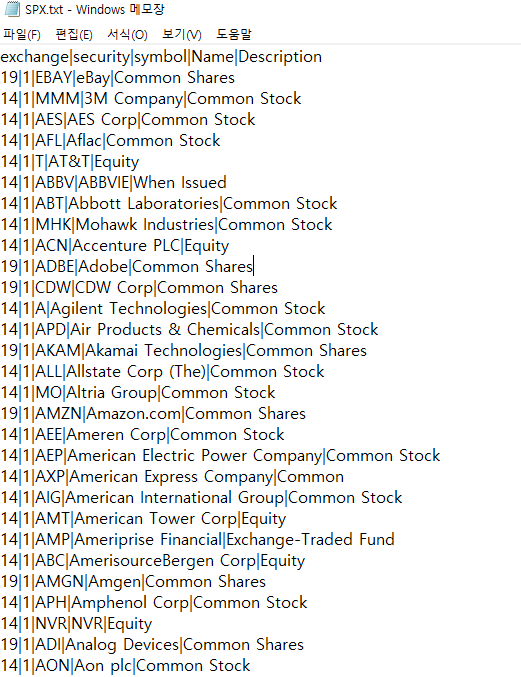 SPX.txt - Windows 메모장
파일(F) 편집(E) 서식(O) 보기(V) 도움말
exchange|security|symbol|Name|Description
19|1|EBAY|eBay|Common Shares
14|1|MMM|3M Company|Common Stock
14|1|AES|AES Corp|Common Stock
14|1|AFL|Aflac|Common Stock
14|1|T|AT&T|Equity
14|1|ABBV|ABBVIE|When Issued
14|1|ABT|Abbott Laboratories|Common Stock
14|1|MHK|Mohawk Industries|Common Stock
14|1|ACN|Accenture PLC|Equity
19|1|ADBE|Adobe|Common Shares
19|1|CDW|CDW Corp|Common Shares
14|1|A|Agilent Technologies|Common Stock
14|1|APD|Air Products & Chemicals|Common Stock
19|1|AKAM|Akamai Technologies|Common Shares
14|1|ALL|Allstate Corp (The)|Common Stock
14|1|MO|Altria Group|Common Stock
19|1|AMZN|Amazon.com|Common Shares
14|1|AEE|Ameren Corp|Common Stock
14|1|AEP|American Electric Power Company|Common Stock
14|1|AXP|American Express Company|Common
14|1|AIG|American International Group|Common Stock
14|1|AMT|American Tower Corp|Equity
14|1|AMP|Ameriprise Financial|Exchange-Traded Fund
14|1|ABC|AmerisourceBergen Corp|Equity
19|1|AMGN|Amgen|Common Shares
14|1|APH|Amphenol Corp|Common Stock
14|1|NVR|NVR|Equity
19|1|ADI|Analog Devices|Common Shares
14|1|AON|Aon plc|Common Stock